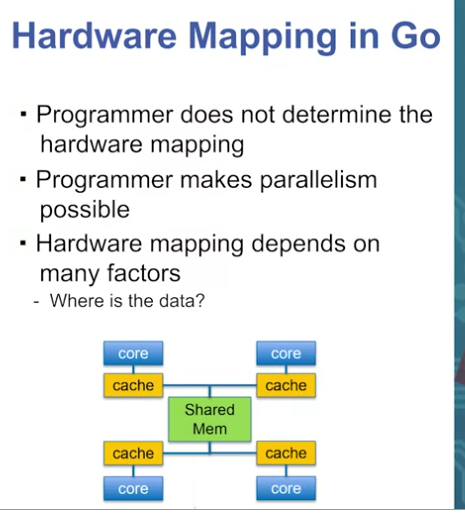 Hardware Mapping in Go
▪ Programmer does not determine the
hardware mapping
▪ Programmer makes parallelism
possible
▪ Hardware mapping depends on
many factors
- Where is the data?
core
core
cache
cache
Shared
Mem
cache
cache
core
core